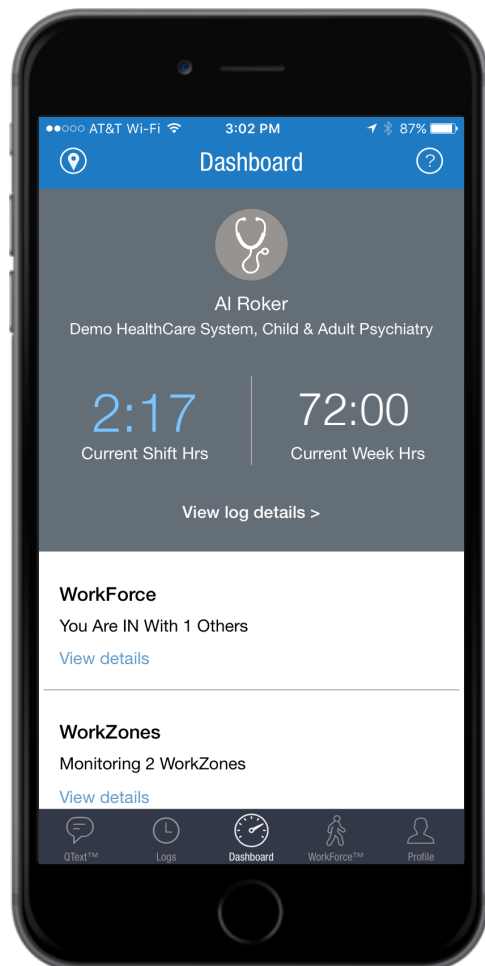 AT&T Wi-Fi 3:02 PM 87%
Dashboard ?
Al Roker
Demo HealthCare System, Child & Adult Psychiatry
2:17 72:00
Current Shift Hrs Current Week Hrs
View log details >
WorkForce
You Are IN With 1 Others
View details
WorkZones
Monitoring 2 WorkZones
View details
QText™ Logs Dashboard WorkForce™ Profile